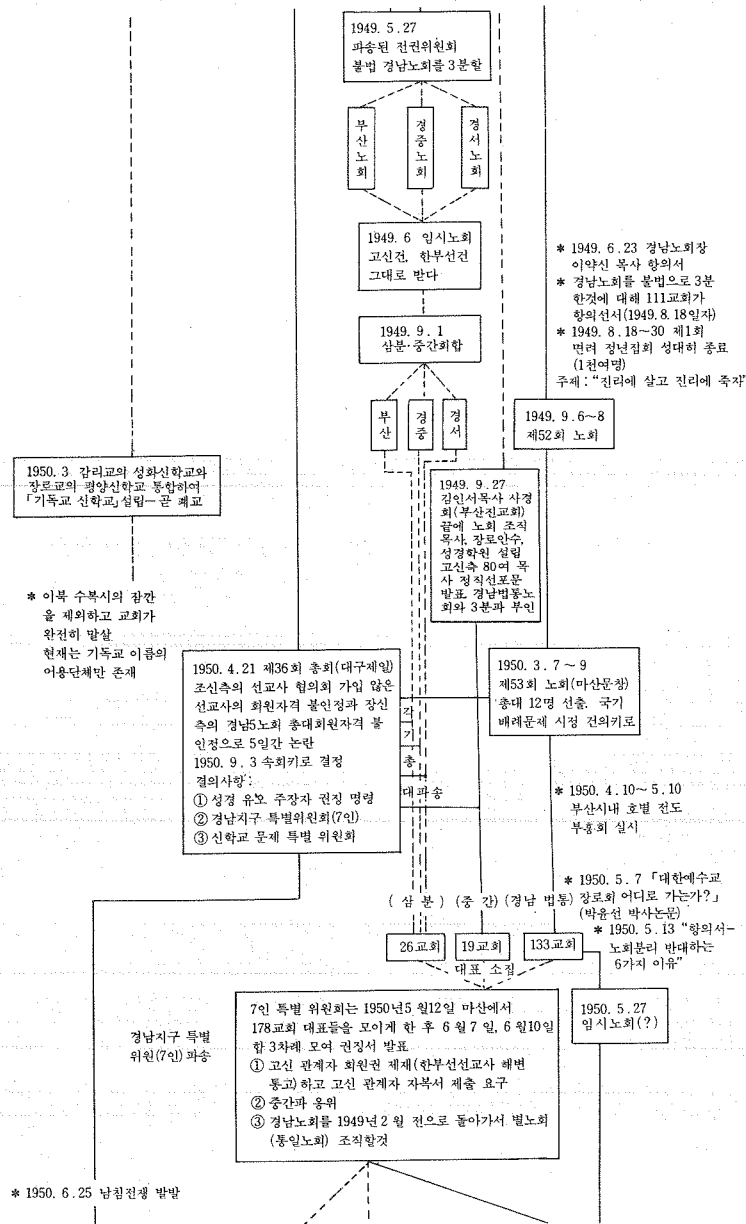 1949. 5.27
파송된 전권위원회
불법 경남노회를 3분할
부산노회
경중노회
경서노회
1949. 6 임시노회
고신건, 한부선건
그대로 받다
* 1949. 6.23 경남노회장
이약신 목사 항의서
* 경남노회를 불법으로 3분
한것에 대해 111교회가
항의선서(1949.8.18일자)
* 1949. 8.18~30 제1회
면려 청년집회 성대히 종료
(1천여명)
주제 : “진리에 살고 진리에 죽자”
1949. 9. 1
삼분·중간회합
부산
경중
경서
1949. 9.6~8
제52회 노회
1950. 3 감리교의 성화신학교와
장로교의 평양신학교 통합하여
「기독교 신학교」설립—곧 폐교
1949. 9.27
김인서목사 사경
회(부산진교회)
끝에 노회 조직
목사, 장로안수,
성경학원 설립
고신측 80여 목
사 정직선포문
발표 경남법통노
회와 3분파 부인
* 이북 수복시의 잠깐
을 제외하고 교회가
완전히 말살
현재는 기독교 이름의
어용단체만 존재
1950. 4.21 제36회 총회(대구제일)
조신측의 선교사 협의회 가입 않은
선교사의 회원자격 불인정과 장신
측의 경남5노회 총대회원자격 불
인정으로 5일간 논란
1950. 9. 3 속회키로 결정
결의사항 :
① 성경 유오 주장자 권징 명령
② 경남지구 특별위원회(7인)
③ 신학교 문제 특별 위원화
각
기
총
대파송
1950. 3. 7 ~ 9
제53회 노회(마산문창)
총대 12명 선출, 국기
배례문제 시정 건의키로
* 1950. 4.10~ 5.10
부산시내 호별 전도
부흥회 실시
* 1950. 5. 7 「대한예수교
장로회 어디로 가는가?」
(박윤선 박사논문)
* 1950. 5.13 “항의서—
노회분리 반대하는
6가지 이유”
( 삼 분 ) (중 간) (경남 법통)
26교회
19교회
133교회
대표 소집
경남지구 특별
위원(7인)파송
7인 특별 위원회는 1950년5 월12일 마산에서
178교회 대표들을 모이게 한 후 6 월 7 일, 6 월10일
합 3차례 모여 권징서 발표
① 고신 관계자 회원권 제재(한부선선교사 해변
통고)하고 고신 관계자 자복서 제출 요구
② 중간파 옹위
③ 경남노회를 1949년 2 월 전으로 돌아가서 별노회
(통일노회) 조직할것
1950. 5.27
임시노회(?)
* 1950. 6.25 남침전쟁 발발